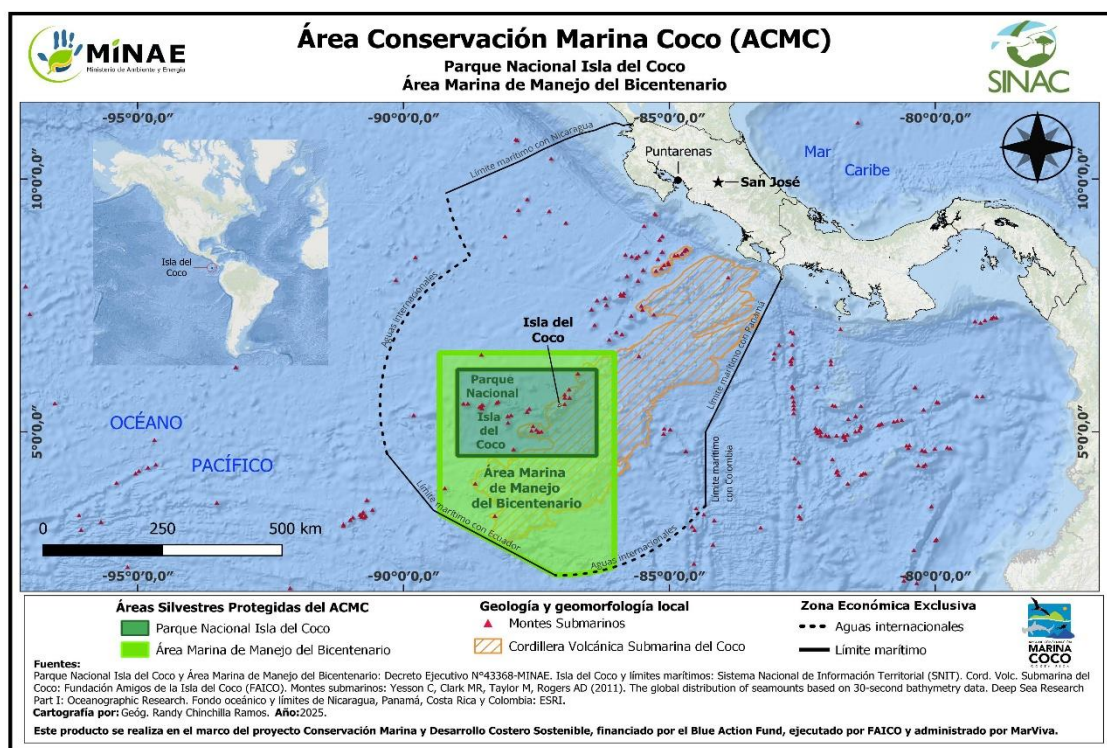 MiNAE
Ministerio de Ambiente y Energía
Área Conservación Marina Coco (ACMC)
Parque Nacional Isla del Coco
Área Marina de Manejo del Bicentenario
SINAC
-95°0'0,0"
-90°0'0,0"
-85°0'0,0"
-80°0'0,0"
10°0'0,0"
10°0'0,0"
Límite marítimo con Nicaragua
Puntarenas
San José
Mar
Caribe
Isla del
Coco
Aguas internacionales
Isla del
Coco
Límite marítimo con Panamá
Parque
Nacional
Isla
del
Coco
OCÉANO
PACÍFICO
5°0'0,0"
5°0'0,0"
Área Marina
de Manejo
del Bicentenario
Límite marítimo
con Colombia
Límite marítimo con Ecuador
Aguas internacionales
0 250 500 km
-95°0'0,0"
-90°0'0,0"
-85°0'0,0"
-80°0'0,0"
Áreas Silvestres Protegidas del ACMC
Parque Nacional Isla del Coco
Área Marina de Manejo del Bicentenario
Geología y geomorfología local
Montes Submarinos
Cordillera Volcánica Submarina del Coco
Zona Económica Exclusiva
Aguas internacionales
Límite marítimo
MARINA
COCO
Fuentes:
Parque Nacional Isla del Coco y Área Marina de Manejo del Bicentenario: Decreto Ejecutivo N°43368-MINAE. Isla del Coco y límites marítimos: Sistema Nacional de Información Territorial (SNIT). Cord. Volc. Submarina del
Coco: Fundación Amigos de la Isla del Coco (FAICO). Montes submarinos: Yesson C, Clark MR, Taylor M, Rogers AD (2011). The global distribution of seamounts based on 30-second bathymetry data. Deep Sea Research
Part I: Oceanographic Research. Fondo oceánico y límites de Nicaragua, Panamá, Costa Rica y Colombia: ESRI.
Cartografía por: Geóg. Randy Chinchilla Ramos. Año:2025.
Este producto se realiza en el marco del proyecto Conservación Marina y Desarrollo Costero Sostenible, financiado por el Blue Action Fund, ejecutado por FAICO y administrado por MarViva.